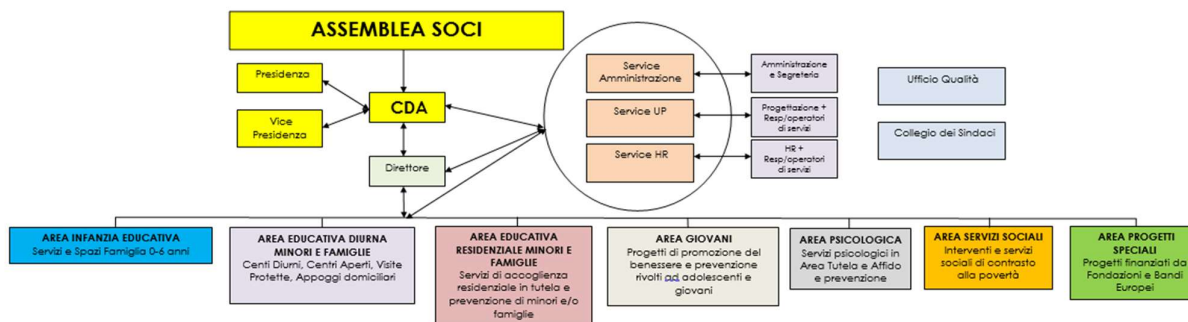 ASSEMBLEA SOCI
Presidenza
Vice
Presidenza
CDA
Direttore
Service
Amministrazione
Service UP
Service HR
Amministrazione
e Segreteria
Progettazione +
Resp/operatori
di servizi
HR +
Resp/operatori
di servizi
Ufficio Qualità
Collegio dei Sindaci
AREA INFANZIA EDUCATIVA
Servizi e Spazi Famiglia 0-6 anni
AREA EDUCATIVA DIURNA
MINORI E FAMIGLIE
Centi Diurni, Centri Aperti, Visite
Protette, Appoggi domiciliari
AREA EDUCATIVA
RESIDENZIALE MINORI E
FAMIGLIE
Servizi di accoglienza
residenziale in tutela e
prevenzione di minori e/o
famiglie
AREA GIOVANI
Progetti di promozione del
benessere e prevenzione
rivolti ad adolescenti e
giovani
AREA PSICOLOGICA
Servizi psicologici in
Area Tutela e Affido
e prevenzione
AREA SERVIZI SOCIALI
Interventi e servizi
sociali di contrasto
alla povertà
AREA PROGETTI
SPECIALI
Progetti finanziati da
Fondazioni e Bandi
Europei